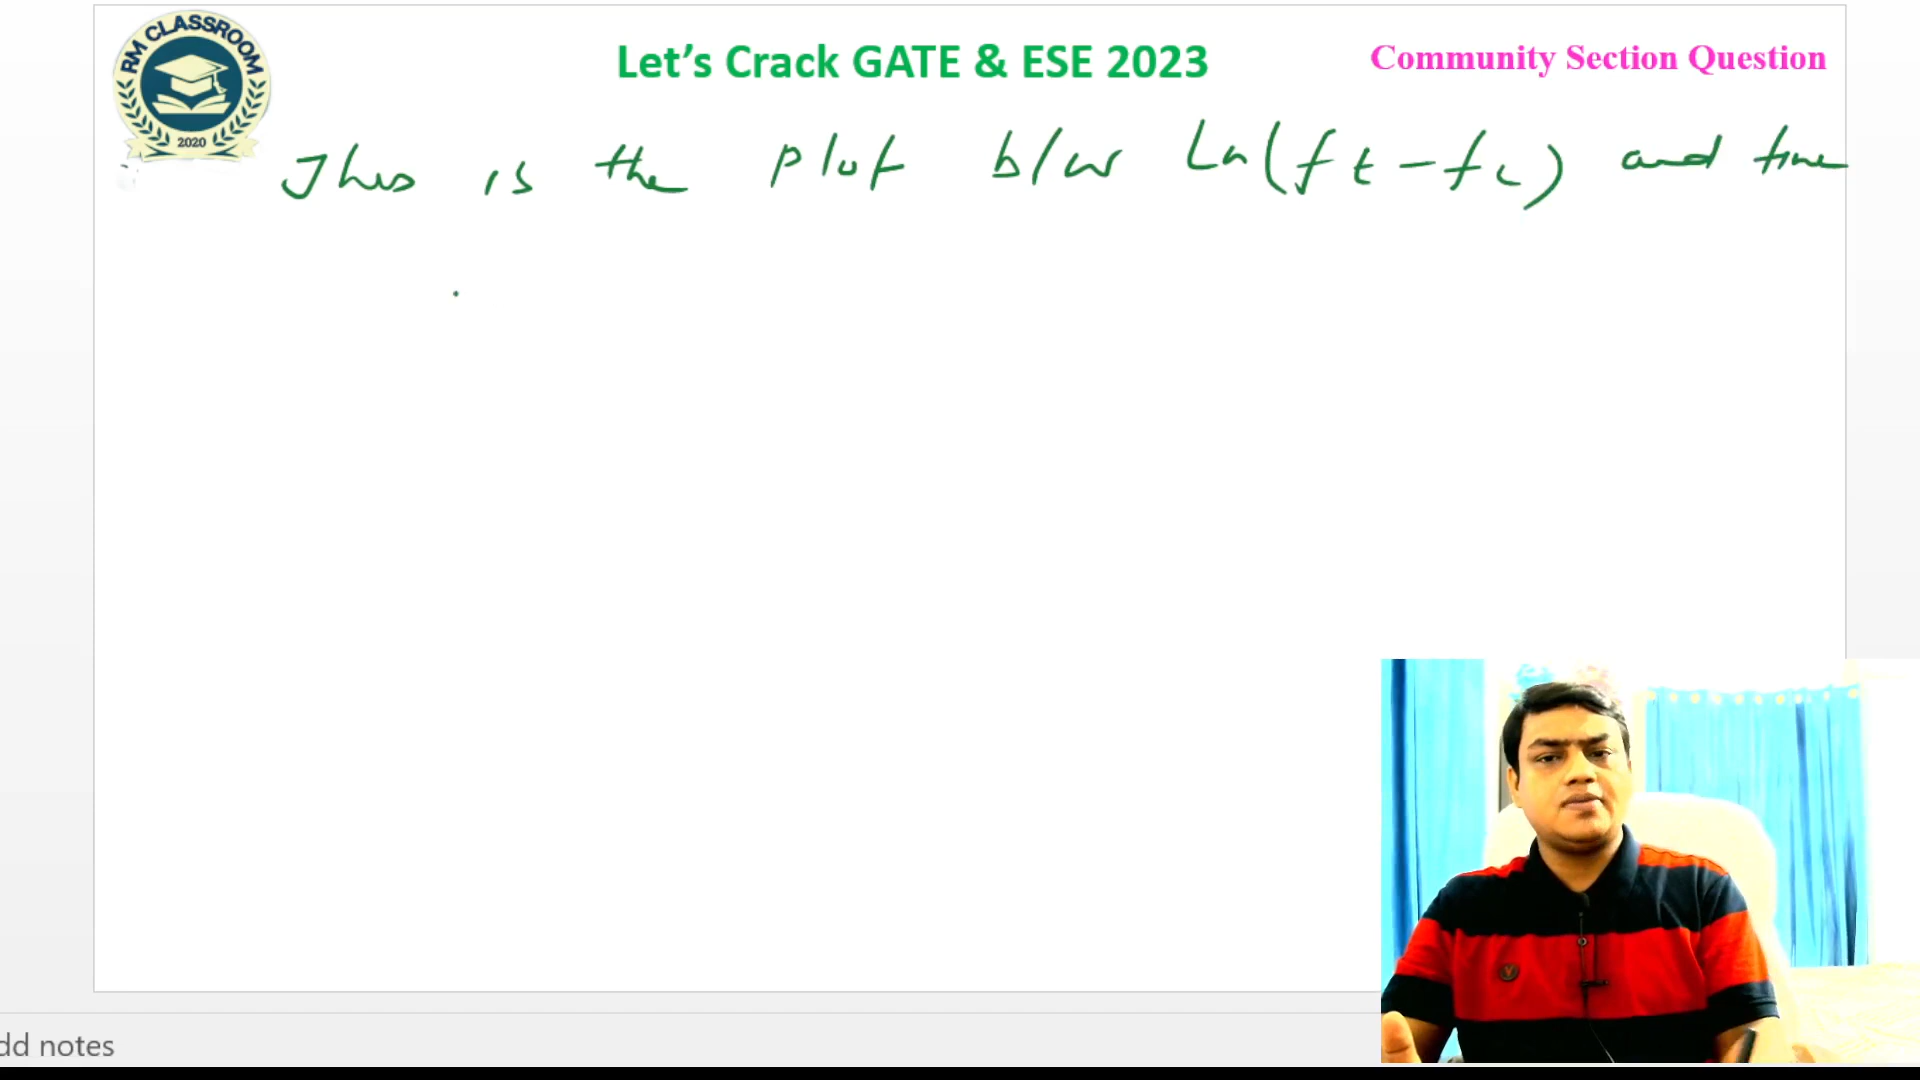 RM CLASSROOM
2020
Let's Crack GATE & ESE 2023
Community Section Question
This is the plot b/w Ln(ft-fc) and time
dd notes